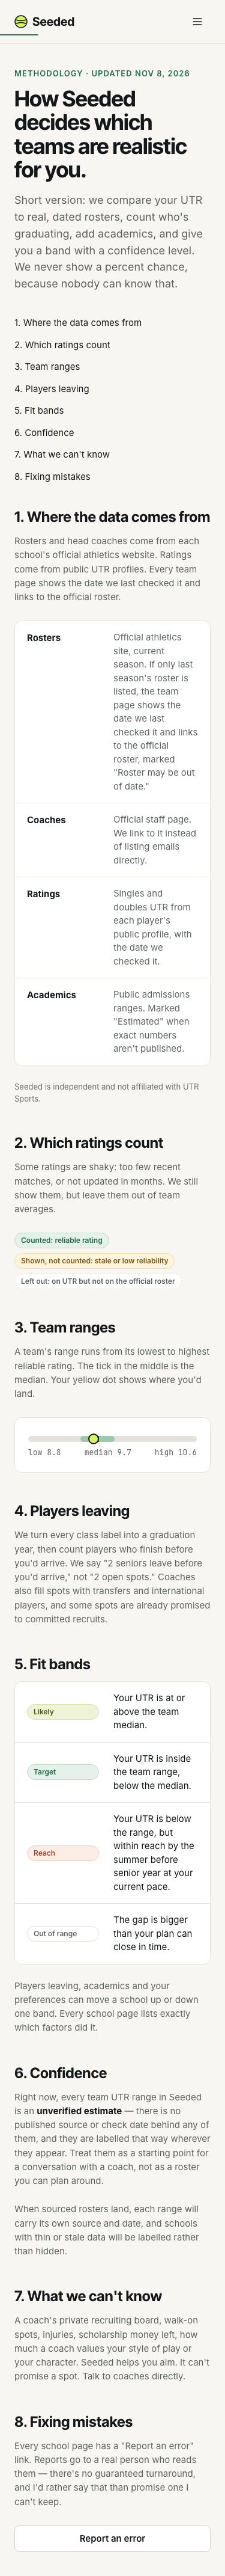 Seeded
METHODOLOGY · UPDATED NOV 8, 2026
How Seeded
decides which
teams are realistic
for you.
Short version: we compare your UTR
to real, dated rosters, count who's
graduating, add academics, and give
you a band with a confidence level.
We never show a percent chance,
because nobody can know that.
1. Where the data comes from
2. Which ratings count
3. Team ranges
4. Players leaving
5. Fit bands
6. Confidence
7. What we can't know
8. Fixing mistakes
1. Where the data comes from
Rosters and head coaches come from each
school's official athletics website. Ratings
come from public UTR profiles. Every team
page shows the date we last checked it and
links to the official roster.
Rosters
Official athletics
site, current
season. If only last
season's roster is
listed, the team
page shows the
date we last
checked it and links
to the official
roster, marked
"Roster may be out
of date."
Coaches
Official staff page.
We link to it instead
of listing emails
directly.
Ratings
Singles and
doubles UTR from
each player's
public profile, with
the date we
checked it.
Academics
Public admissions
ranges. Marked
"Estimated" when
exact numbers
aren't published.
Seeded is independent and not affiliated with UTR
Sports.
2. Which ratings count
Some ratings are shaky: too few recent
matches, or not updated in months. We still
show them, but leave them out of team
averages.
Counted: reliable rating
Shown, not counted: stale or low reliability
Left out: on UTR but not on the official roster
3. Team ranges
A team's range runs from its lowest to highest
reliable rating. The tick in the middle is the
median. Your yellow dot shows where you'd
land.
low 8.8 median 9.7 high 10.6
4. Players leaving
We turn every class label into a graduation
year, then count players who finish before
you'd arrive. We say "2 seniors leave before
you'd arrive," not "2 open spots." Coaches
also fill spots with transfers and international
players, and some spots are already promised
to committed recruits.
5. Fit bands
Likely
Your UTR is at or
above the team
median.
Target
Your UTR is inside
the team range,
below the median.
Reach
Your UTR is below
the range, but
within reach by the
summer before
senior year at your
current pace.
Out of range
The gap is bigger
than your plan can
close in time.
Players leaving, academics and your
preferences can move a school up or down
one band. Every school page lists exactly
which factors did it.
6. Confidence
Right now, every team UTR range in Seeded
is an unverified estimate — there is no
published source or check date behind any of
them, and they are labelled that way wherever
they appear. Treat them as a starting point for
a conversation with a coach, not as a roster
you can plan around.
When sourced rosters land, each range will
carry its own source and date, and schools
with thin or stale data will be labelled rather
than hidden.
7. What we can't know
A coach's private recruiting board, walk-on
spots, injuries, scholarship money left, how
much a coach values your style of play or
your character. Seeded helps you aim. It can't
promise a spot. Talk to coaches directly.
8. Fixing mistakes
Every school page has a "Report an error"
link. Reports go to a real person who reads
them — there's no guaranteed turnaround,
and I'd rather say that than promise one I
can't keep.
Report an error